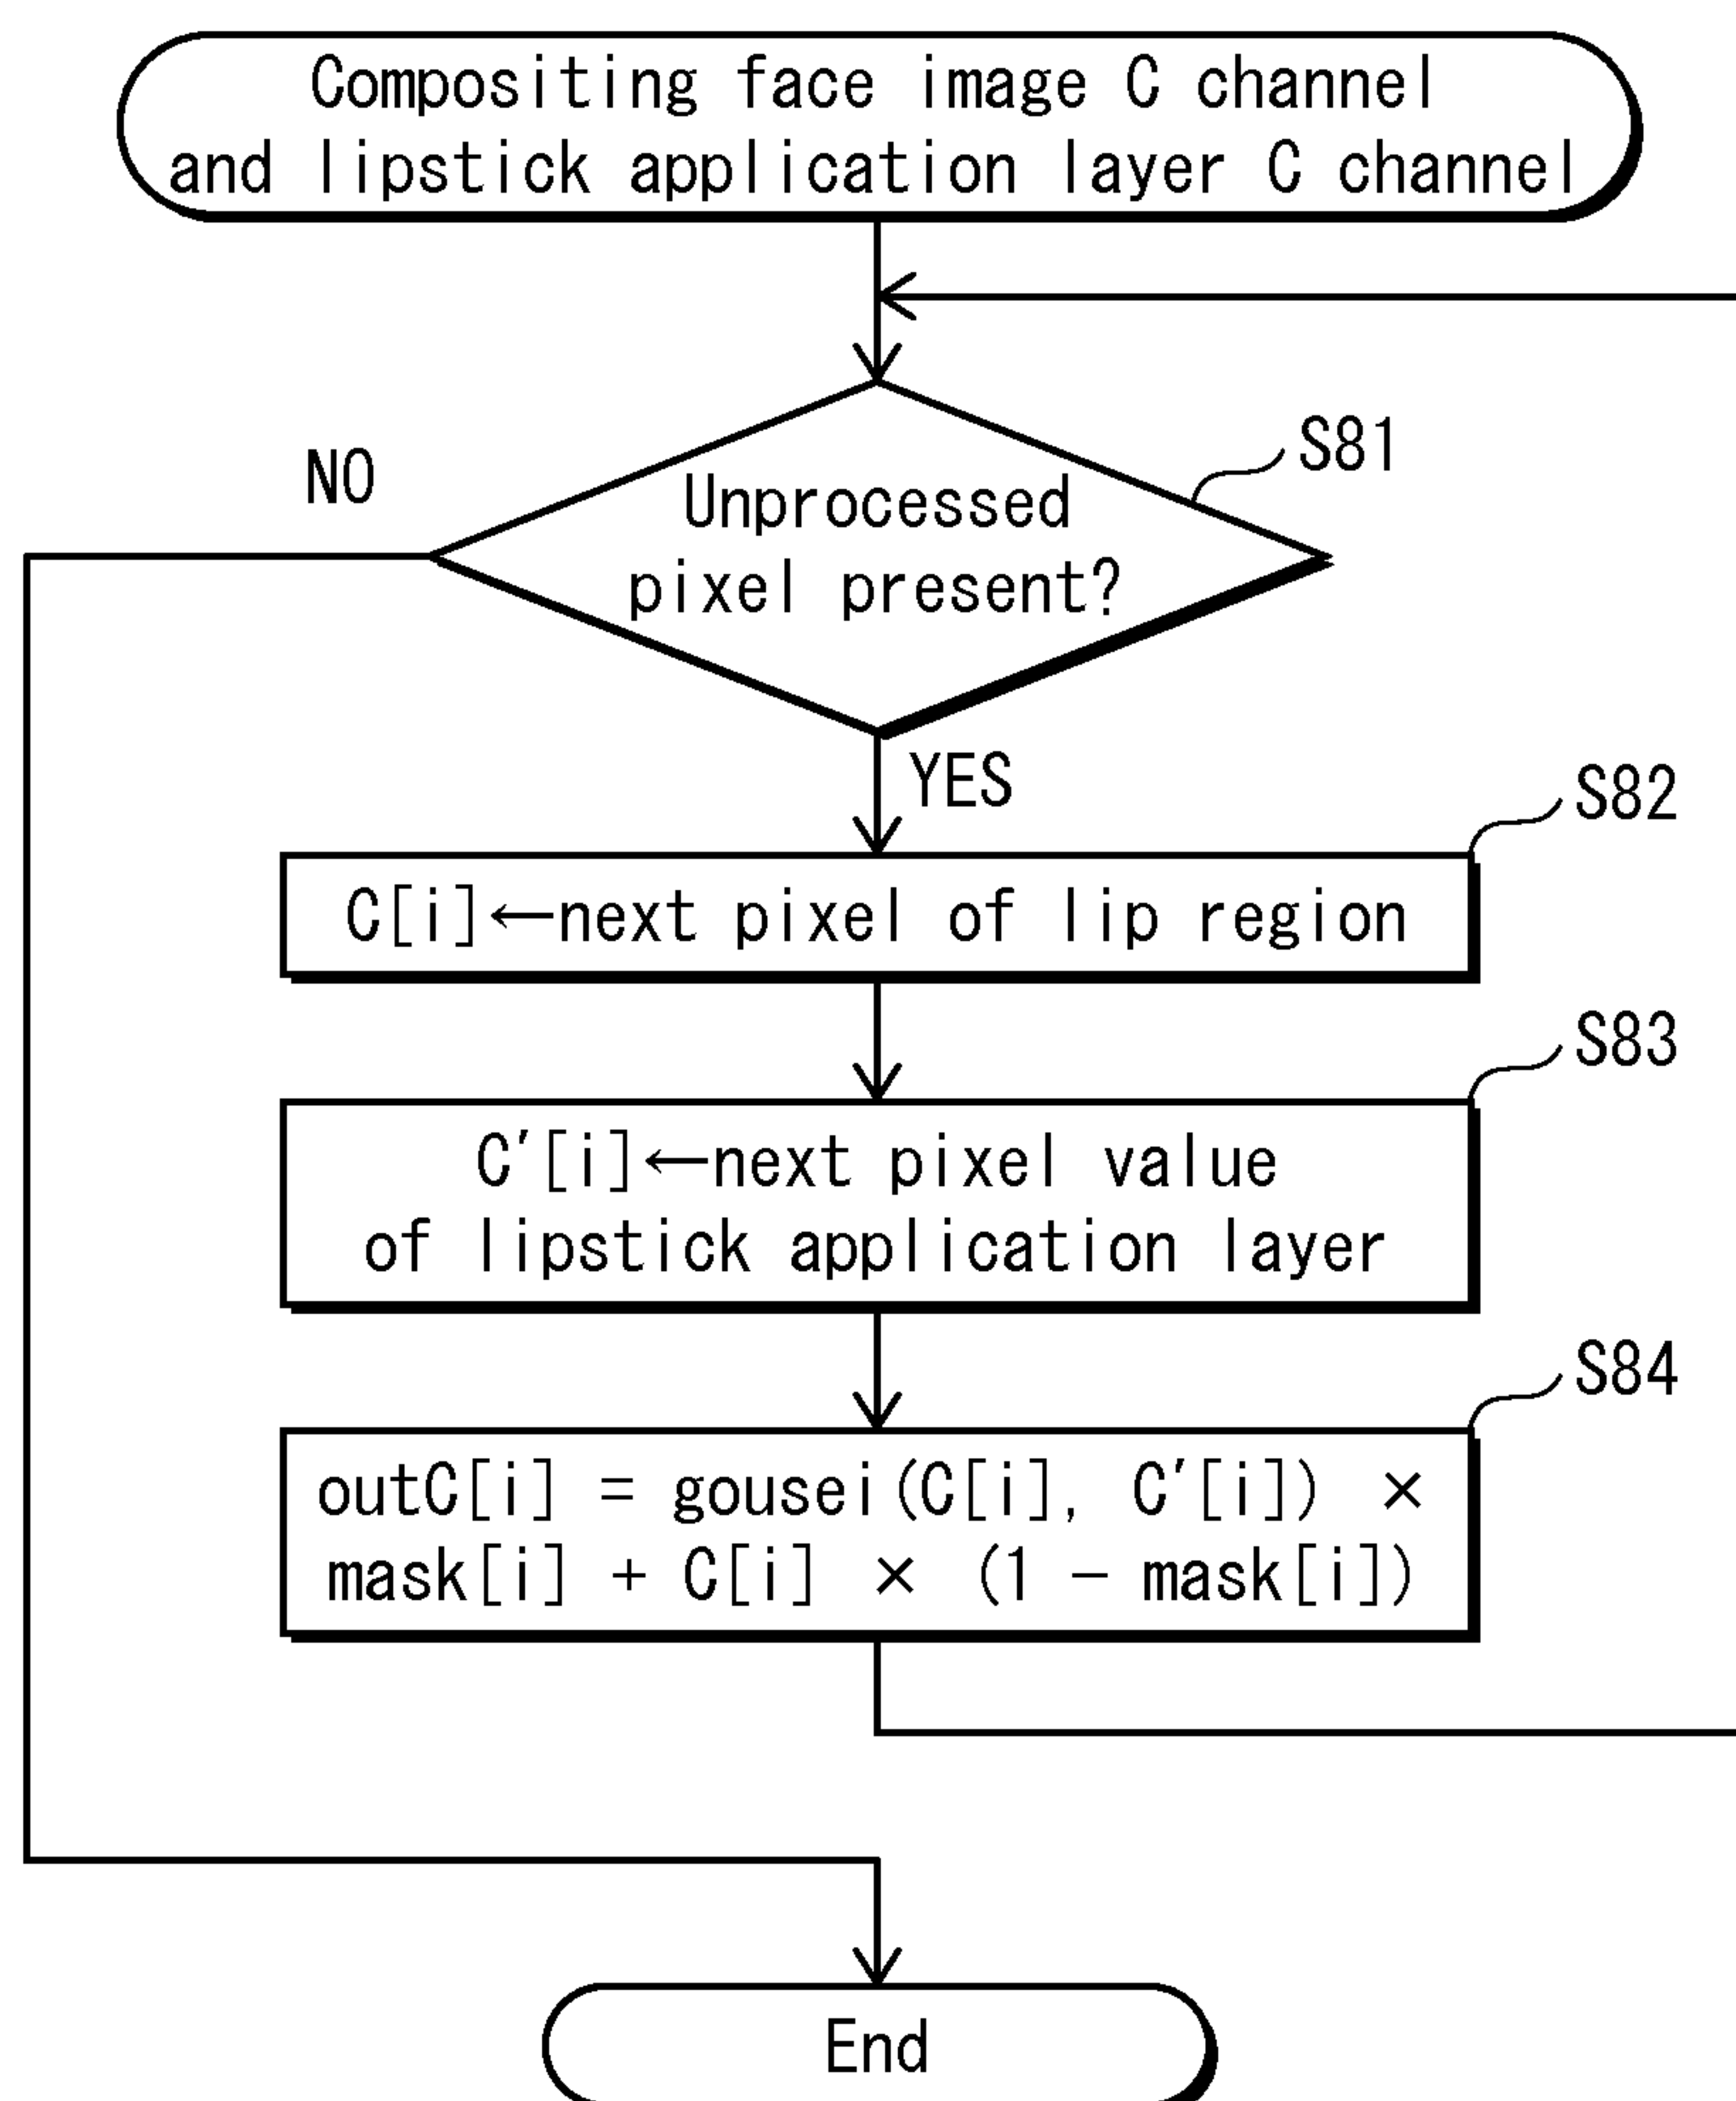 Compositing face image C channel
and lipstick application layer C channel
S81
NO
Unprocessed
pixel present?
YES
S82
C[i]←next pixel of lip region
S83
C'[i]←next pixel value
of lipstick application layer
S84
outC[i] = gousei(C[i], C'[i]) ×
mask[i] + C[i] × (1 − mask[i])
End